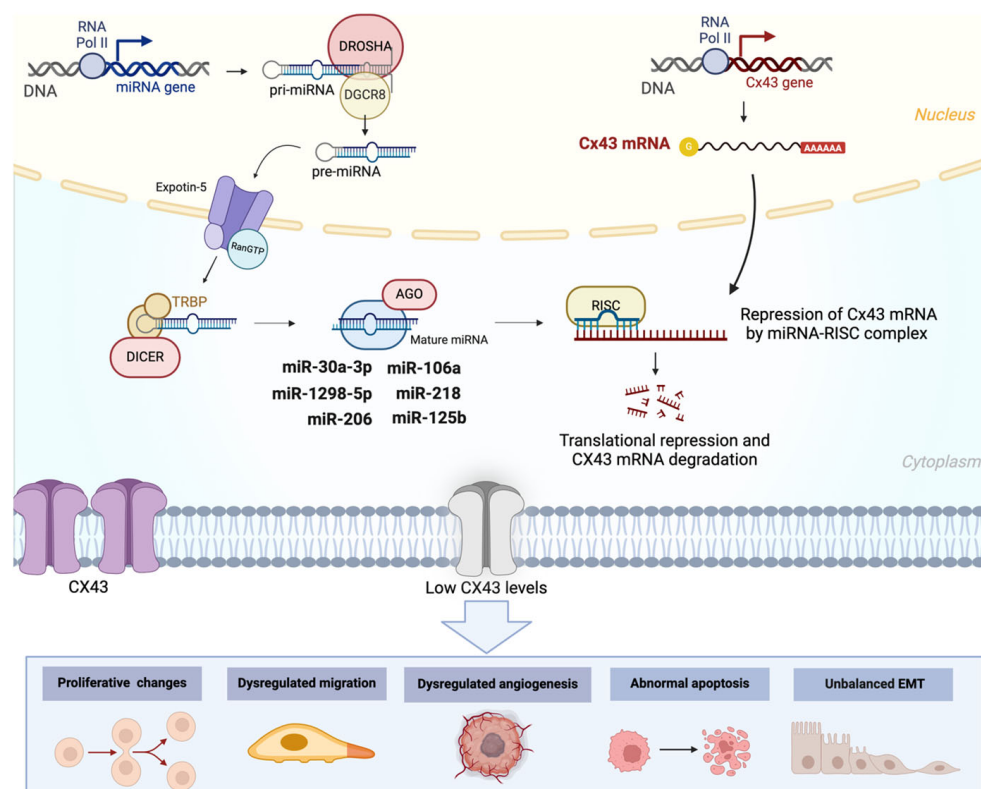 RNA
Pol II
DNA
miRNA gene
DROSHA
pri-miRNA
DGCR8
pre-miRNA
RNA
Pol II
DNA
Cx43 gene
Nucleus
Cx43 mRNA
G
AAAAAA
Expotin-5
RanGTP
TRBP
DICER
AGO
Mature miRNA
miR-30a-3p
miR-106a
miR-1298-5p
miR-218
miR-206
miR-125b
RISC
Repression of Cx43 mRNA
by miRNA-RISC complex
Translational repression and
CX43 mRNA degradation
Cytoplasm
CX43
Low CX43 levels
Proliferative changes
Dysregulated migration
Dysregulated angiogenesis
Abnormal apoptosis
Unbalanced EMT